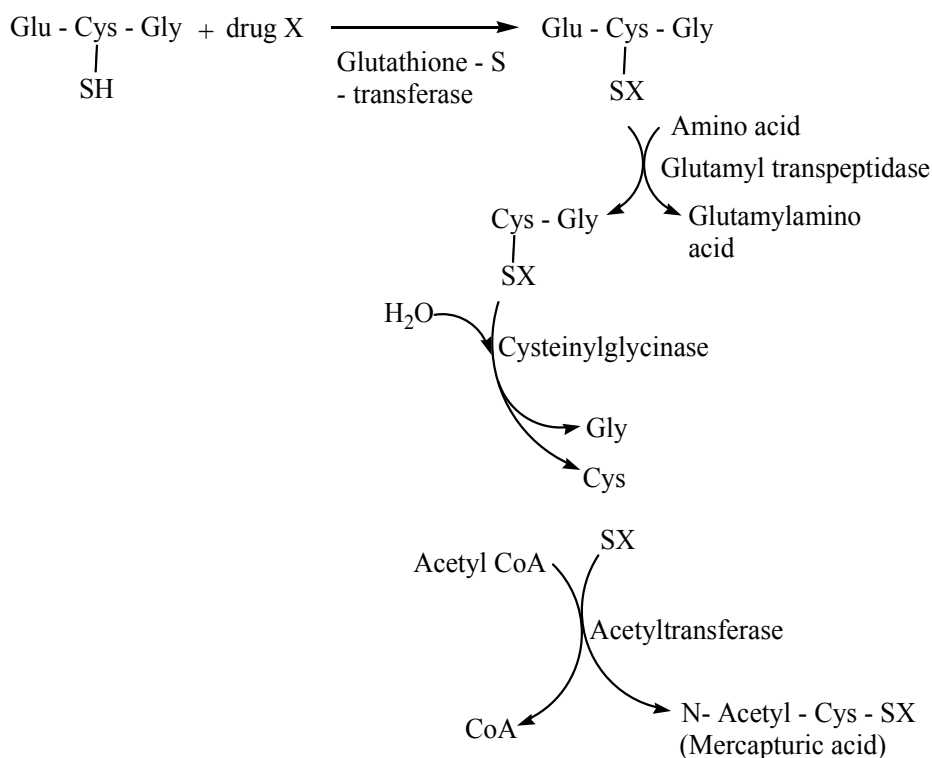 Glu - Cys - Gly + drug X
SH
Glutathione - S
- transferase
Glu - Cys - Gly
SX
Amino acid
Glutamyl transpeptidase
Glutamylamino
acid
Cys - Gly
SX
H₂O
Cysteinylglycinase
Gly
Cys
SX
Acetyl CoA
Acetyltransferase
CoA
N- Acetyl - Cys - SX
(Mercapturic acid)